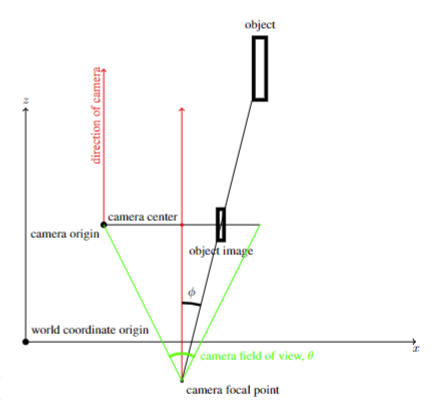 object
z
direction of camera
camera center
camera origin
object image
ϕ
world coordinate origin
x
camera field of view, θ
camera focal point